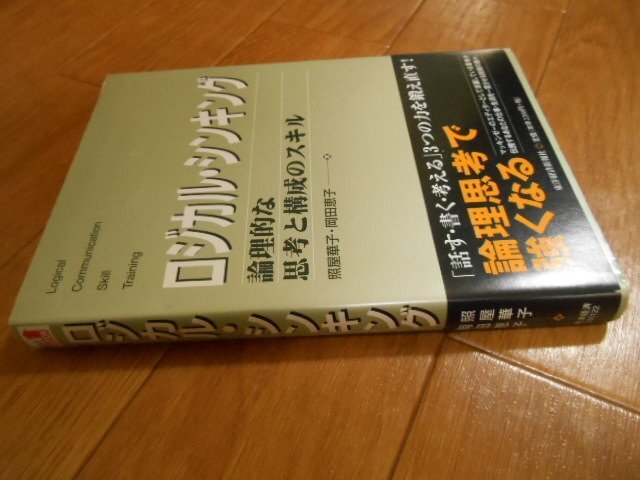 Logical
Communication
Skill
Training
ロジカル・シンキング
論理的な
思考と構成のスキル
照屋華子・岡田恵子
「話す・書く・考える」3つの力を鍛え直す!
論理思考で
強くなる
東洋経済新報社
ロジカル・シンキング
照屋華子